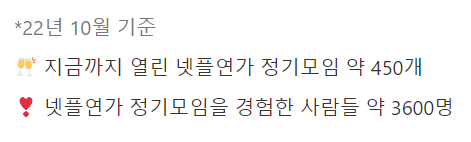 *22년 10월 기준
🥂 지금까지 열린 넷플연가 정기모임 약 450개
❣️ 넷플연가 정기모임을 경험한 사람들 약 3600명